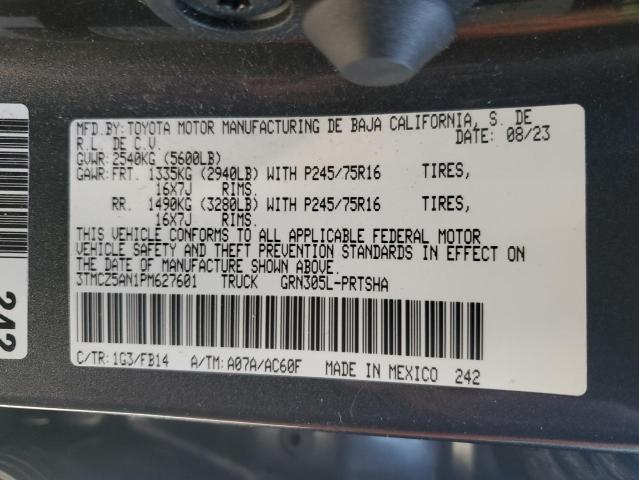 MFD.BY:TOYOTA MOTOR MANUFACTURING DE BAJA CALIFORNIA, S. DE
R.L. DE C.V. DATE: 08/23
GVWR:2540KG (5600LB)
GAWR:FRT. 1335KG (2940LB) WITH P245/75R16 TIRES,
16X7J RIMS.
RR. 1490KG (3280LB) WITH P245/75R16 TIRES,
16X7J RIMS.
THIS VEHICLE CONFORMS TO ALL APPLICABLE FEDERAL MOTOR
VEHICLE SAFETY AND THEFT PREVENTION STANDARDS IN EFFECT ON
THE DATE OF MANUFACTURE SHOWN ABOVE.
3TMCZ5AN1PM627601 TRUCK GRN305L-PRTSHA
C/TR:1G3/FB14 A/TM:A07A/AC60F MADE IN MEXICO 242
242